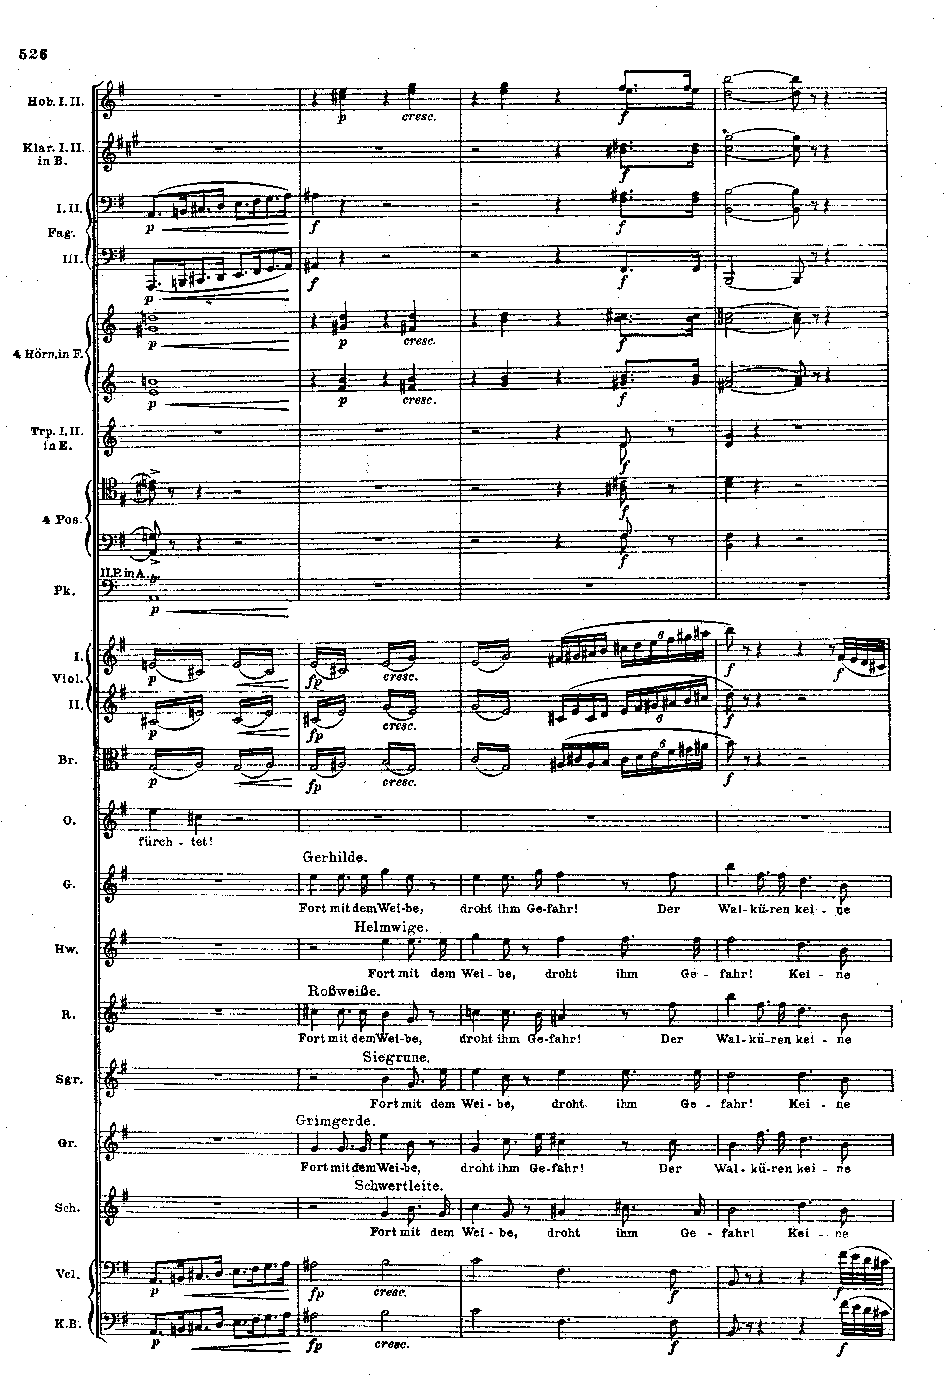 526
Hob. I. II.
p cresc. f
Klar. I. II.
in B.
f
I. II.
p f f
Fag.
III.
p f f
p p cresc. f
4 Hörn. in F.
p p cresc. f
Trp. I. II.
in E.
f
f
4 Pos.
f
II.P. in A.
Pk.
p
I.
6
p fp cresc. f f
Viol.
II.
6
p fp cresc. f
Br.
6
p fp cresc. f
O.
fürch - tet!
Gerhilde.
G.
Fort mit dem Wei-be, droht ihm Ge-fahr! Der Wal-kü-ren kei - ne
Helmwige.
Hw.
Fort mit dem Wei - be, droht ihm Ge - fahr! Kei - ne
Roßweiße.
R.
Fort mit dem Wei-be, droht ihm Ge-fahr! Der Wal-kü-ren kei - ne
Siegrune.
Sgr.
Fort mit dem Wei - be, droht ihm Ge - fahr! Kei - ne
Grimgerde.
Gr.
Fort mit dem Wei-be, droht ihm Ge-fahr! Der Wal-kü-ren kei - ne
Schwertleite.
Sch.
Fort mit dem Wei - be, droht ihm Ge - fahr! Kei - ne
Vcl.
p fp cresc. f f
K.B.
p fp cresc. f f